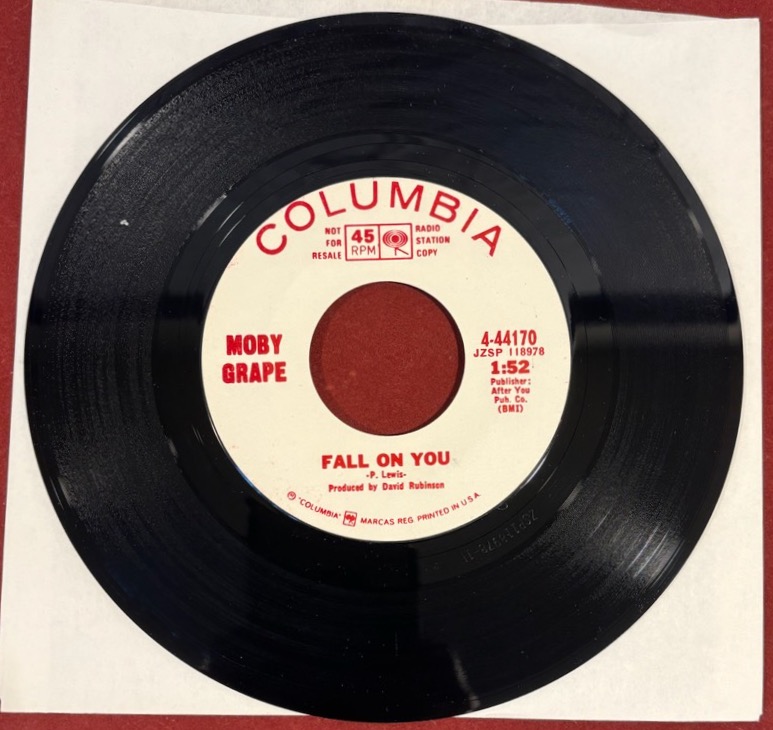 COLUMBIA
NOT
FOR
RESALE
45
RPM
RADIO
STATION
COPY
MOBY
GRAPE
4-44170
JZSP 118978
1:52
Publisher:
After You
Puh. Co.
(BMI)
FALL ON YOU
-P. Lewis-
Produced by David Rubinson
℗ "COLUMBIA" MARCAS REG. PRINTED IN U.S.A.